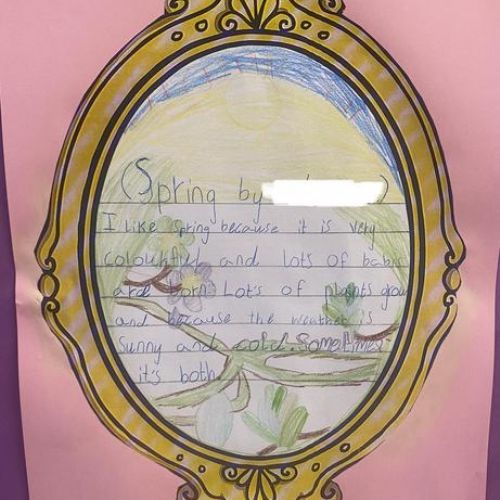 (Spring by )
I like spring because it is very
colourful and lots of babis
are born Lot's of plants grow
and because the weather is
sunny and cold sometimes
it's both